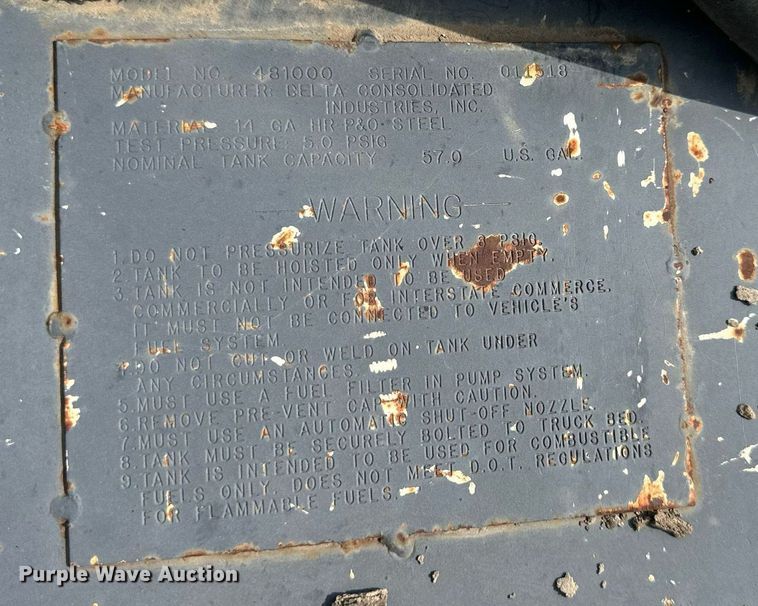 MODEL NO. 481000 SERIAL NO. 011518
MANUFACTURER: DELTA CONSOLIDATED
INDUSTRIES, INC.
MATERIAL: 14 GA HR-P&O STEEL
TEST PRESSURE: 5.0 PSIG
NOMINAL TANK CAPACITY 57.0 U.S. GAL.
WARNING
1. DO NOT PRESSURIZE TANK OVER 3 PSIG.
2. TANK TO BE HOISTED ONLY WHEN EMPTY.
3. TANK IS NOT INTENDED TO BE USED
COMMERCIALLY OR FOR INTERSTATE COMMERCE.
IT MUST NOT BE CONNECTED TO VEHICLE'S
FUEL SYSTEM
4. DO NOT CUT OR WELD ON TANK UNDER
ANY CIRCUMSTANCES
5. MUST USE A FUEL FILTER IN PUMP SYSTEM.
6. REMOVE PRE-VENT CAP WITH CAUTION.
7. MUST USE AN AUTOMATIC SHUT-OFF NOZZLE.
8. TANK MUST BE SECURELY BOLTED TO TRUCK BED.
9. TANK IS INTENDED TO BE USED FOR COMBUSTIBLE
FUELS ONLY. DOES NOT MEET D.O.T. REGULATIONS
FOR FLAMMABLE FUELS.
Purple Wave Auction